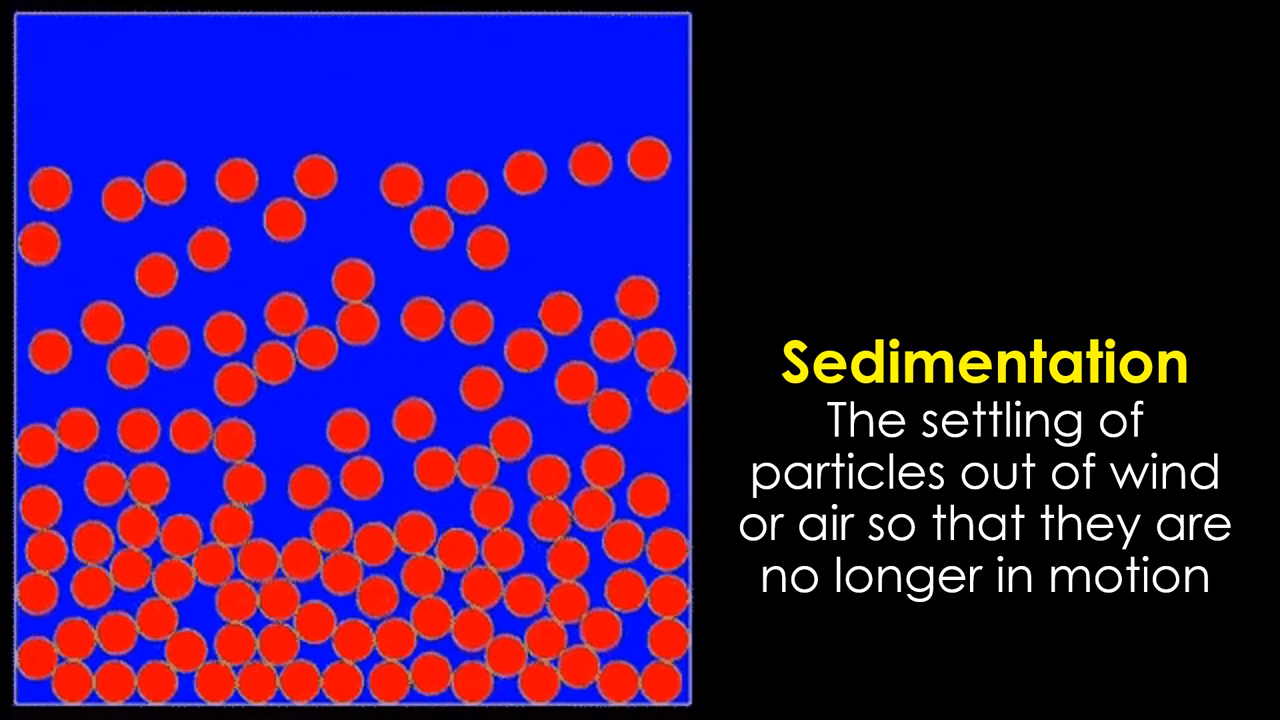 Sedimentation
The settling of
particles out of wind
or air so that they are
no longer in motion